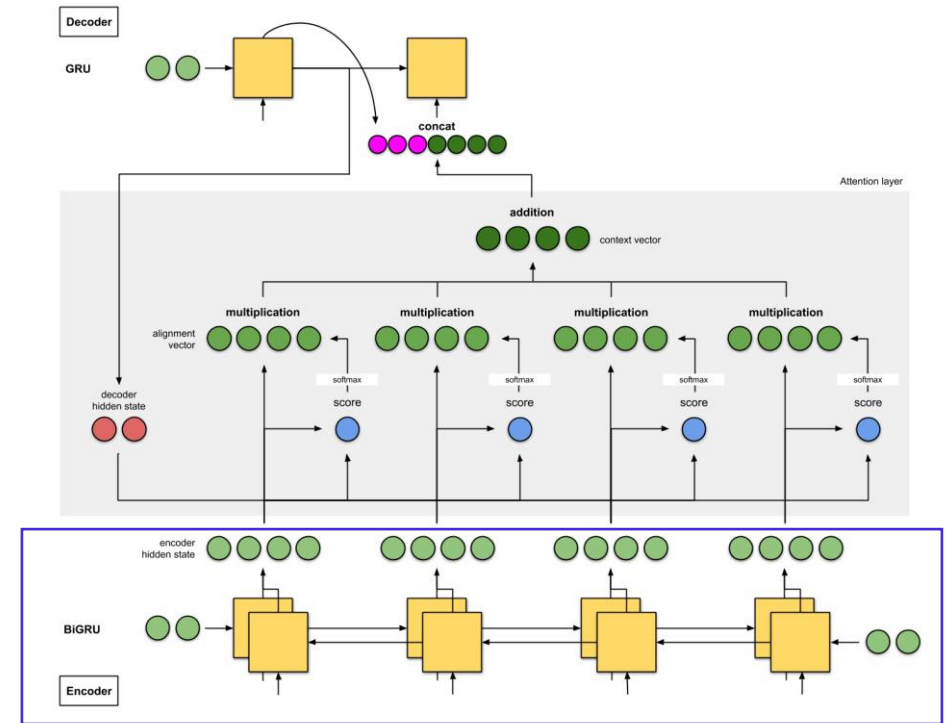 Decoder
GRU
concat
Attention layer
addition
context vector
multiplication multiplication multiplication multiplication
alignment
vector
softmax softmax softmax softmax
decoder
hidden state
score score score score
encoder
hidden state
BiGRU
Encoder